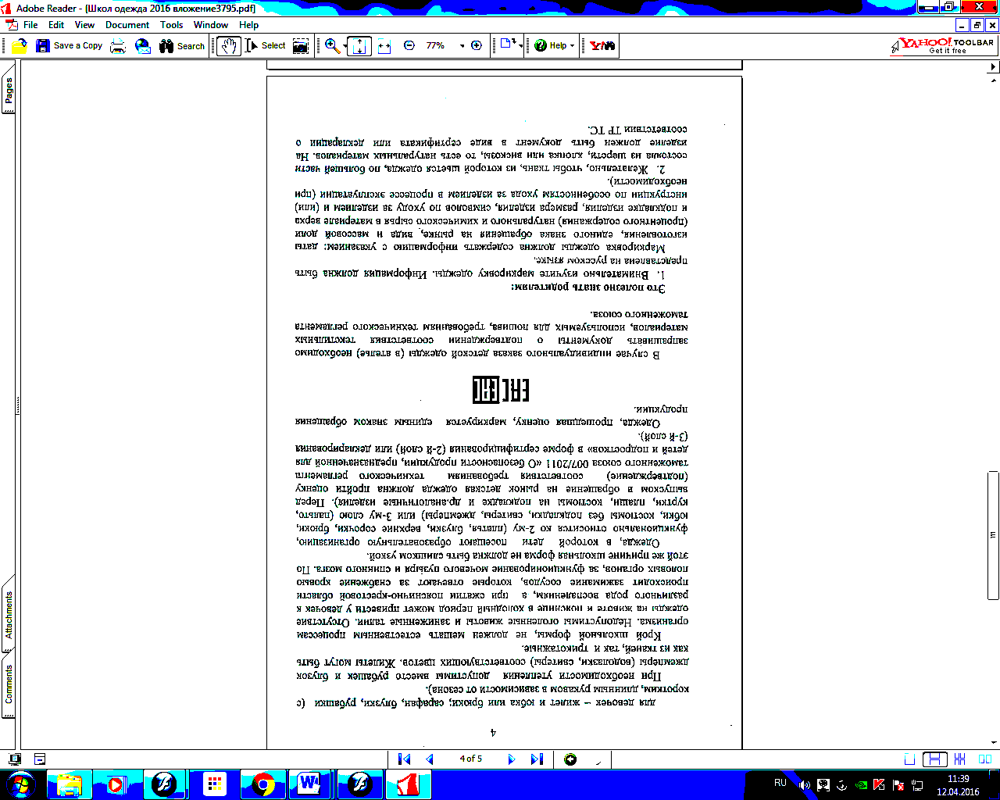 Adobe Reader - [Школ одежда 2016 вложение3795.pdf]
File Edit View Document Tools Window Help
Save a Copy Search Select 77% Help YAHOO! TOOLBAR
Get it free
Pages
Attachments
Comments
4
для девочек – жилет и юбка или брюки; сарафан, блузки, рубашки (с
коротким, длинным рукавом в зависимости от сезона).
При необходимости утепления допустимы вместо рубашек и блузок
джемперы (водолазки, свитеры) соответствующих цветов. Жилеты могут быть
как из тканей, так и трикотажные.
Крой школьной формы, не должен мешать естественным процессам
организма. Недопустимы оголенные животы и заниженные талии. Отсутствие
одежды на животе и пояснице в холодный период может привести у девочек к
различного рода воспалениям, а при сжатии пояснично-крестовой области
происходит зажимание сосудов, которые отвечают за снабжение кровью
половых органов, за функционирование мочевого пузыря и спинного мозга. По
этой же причине школьная форма не должна быть слишком узкой.
Одежда, в которой дети посещают образовательную организацию,
функционально относится ко 2-му (платья, блузки, верхние сорочки, брюки,
юбки, костюмы без подкладки, свитеры, джемперы) или 3-му слою (пальто,
куртки, плащи, костюмы на подкладке и др.аналогичные изделия). Перед
выпуском в обращение на рынок детская одежда должна пройти оценку
(подтверждение) соответствия требованиям технического регламента
таможенного союза 007/2011 «О безопасности продукции, предназначенной для
детей и подростков» в форме сертифицирования (2-й слой) или декларирования
(3-й слой).
Одежда, прошедшая оценку, маркируется единым знаком обращения
продукции.
EAC EAC
В случае индивидуального заказа детской одежды (в ателье) необходимо
запрашивать документы о подтверждении соответствия текстильных
материалов, используемых для пошива, требованиям технического регламента
таможенного союза.
Это полезно знать родителям:
1. Внимательно изучите маркировку одежды. Информация должна быть
представлена на русском языке.
Маркировка одежды должна содержать информацию с указанием: даты
изготовления, единого знака обращения на рынке, вида и массовой доли
(процентного содержания) натурального и химического сырья в материале верха
и подкладке изделия, размера изделия, символов по уходу за изделием и (или)
инструкции по особенностям ухода за изделием в процессе эксплуатации (при
необходимости).
2. Желательно, чтобы ткань, из которой шьется одежда, по большей части
состояла из шерсти, хлопка или вискозы, то есть натуральных материалов. На
изделие должен быть документ в виде сертификата или декларации о
соответствии ТР ТС.
4 of 5
RU
11:39
12.04.2016